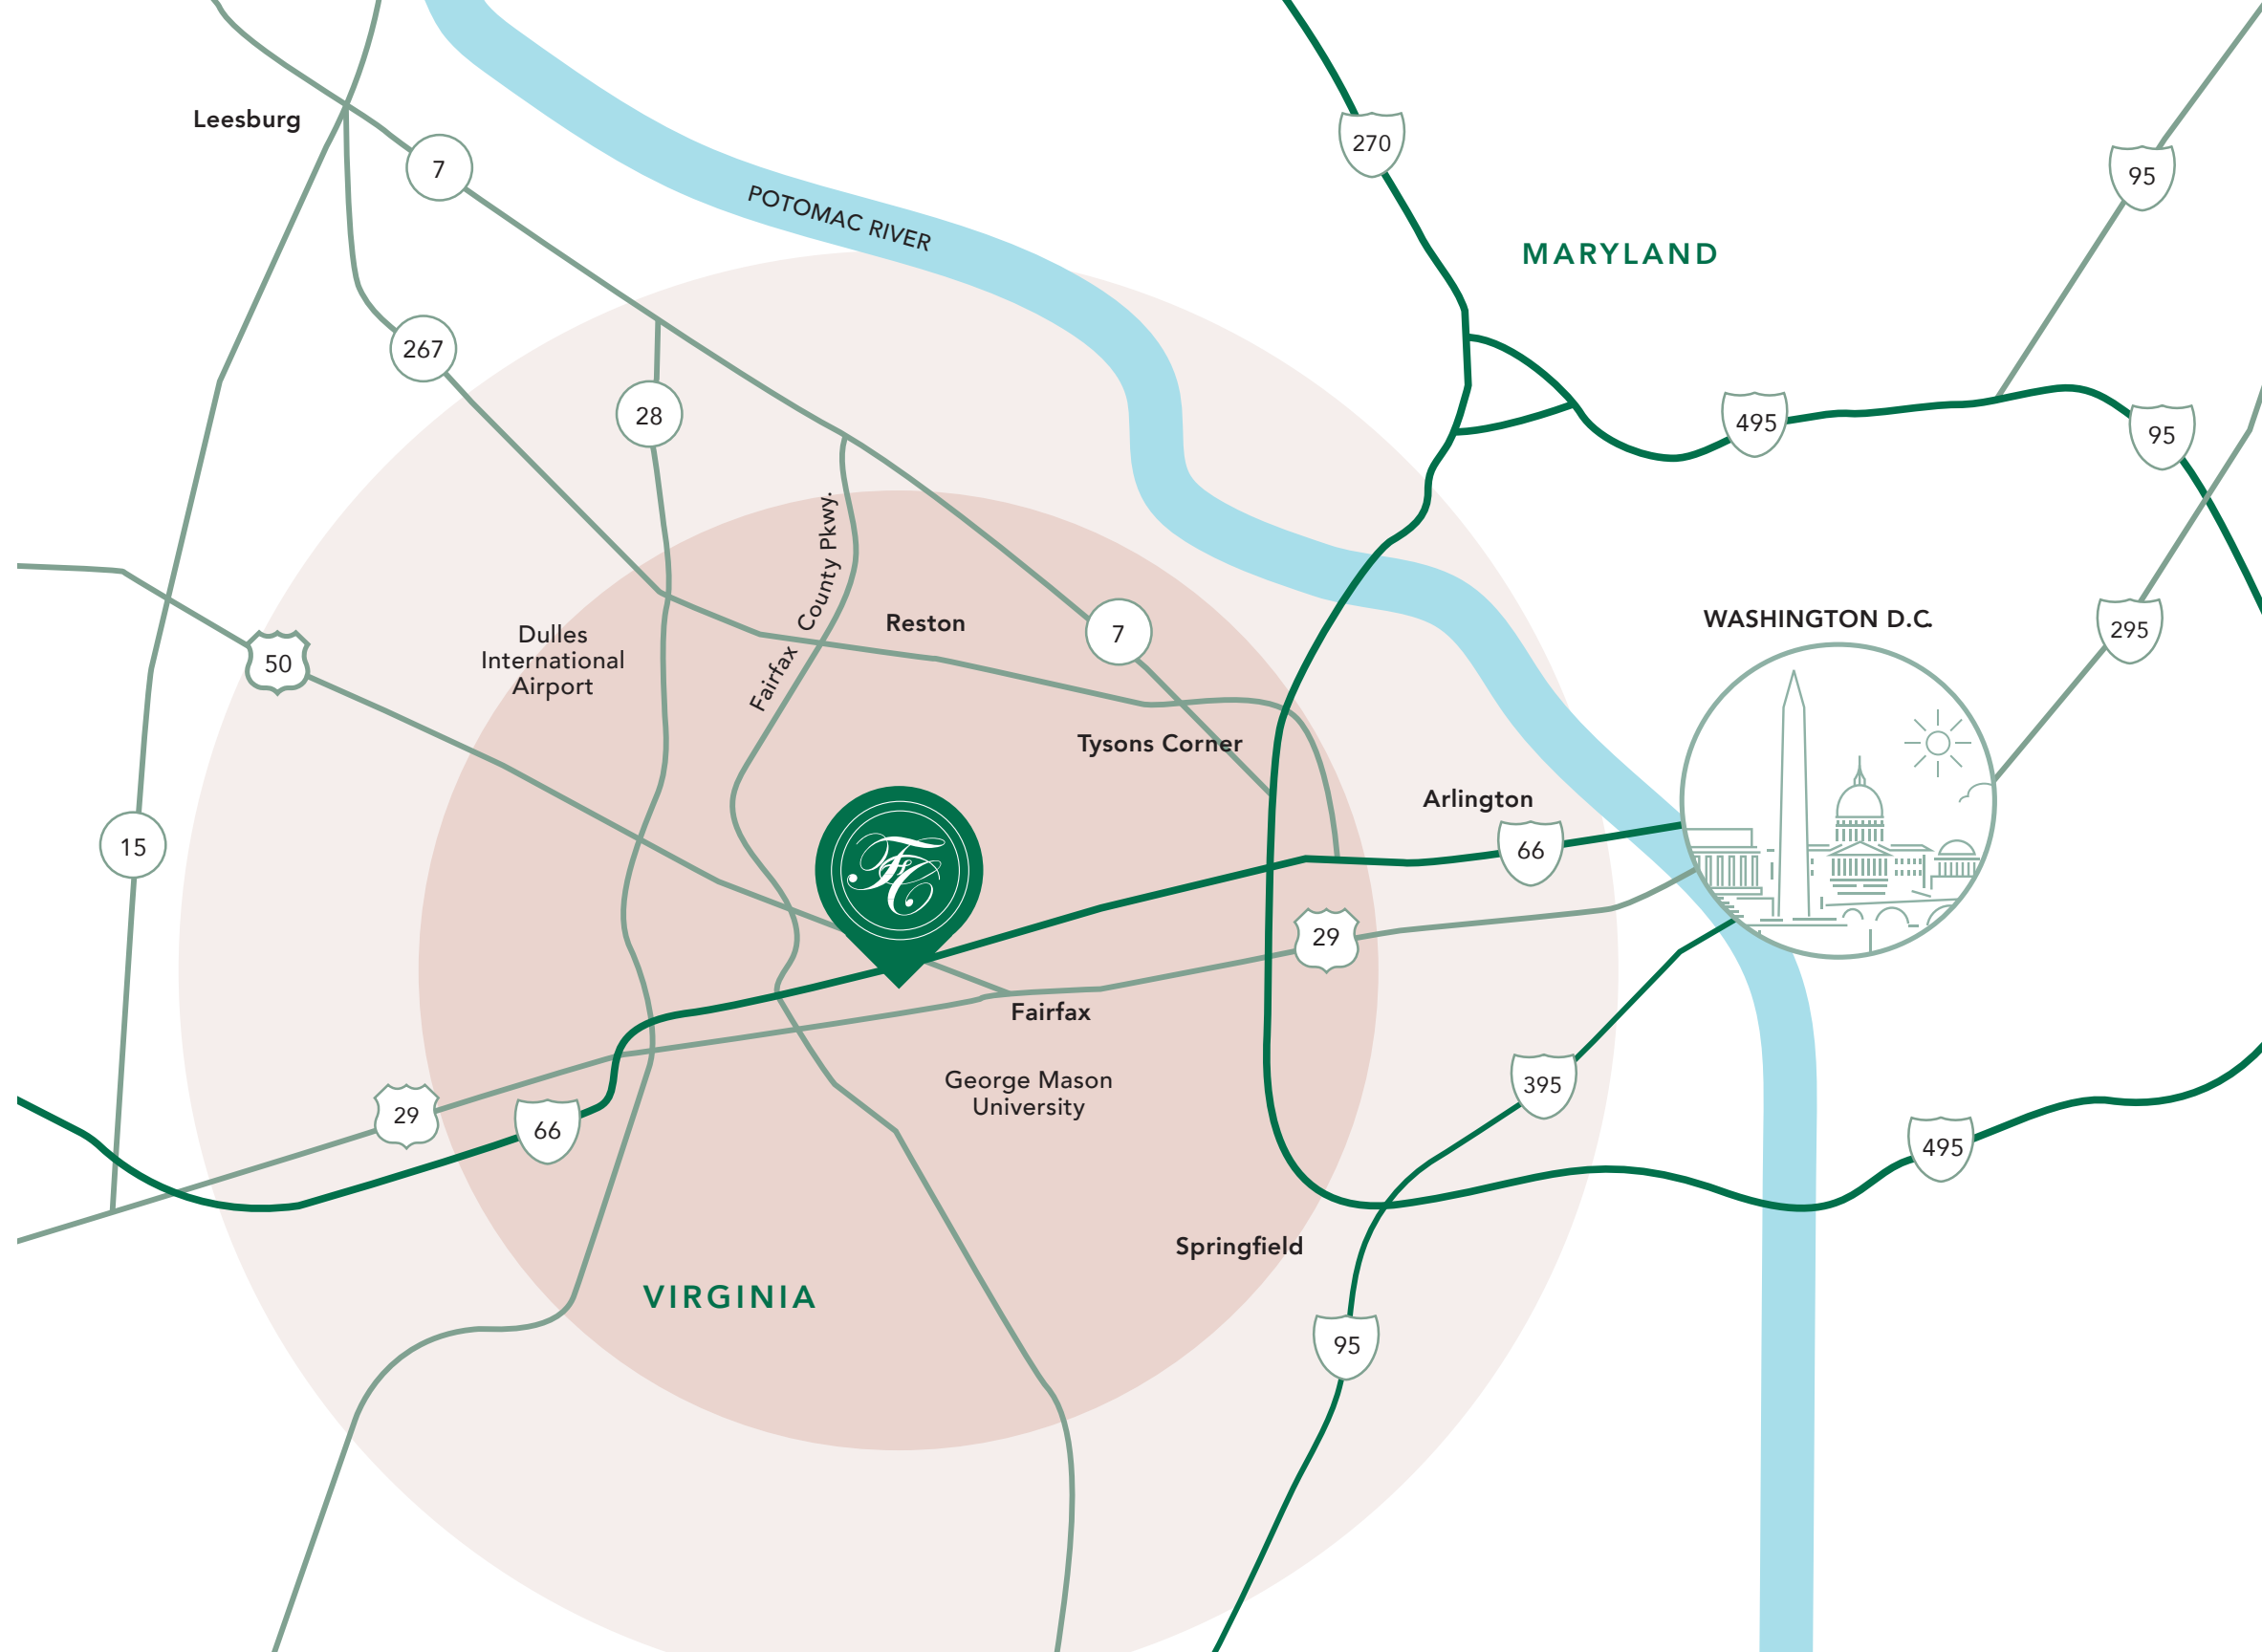 270
Leesburg
95
7
POTOMAC RIVER
MARYLAND
267
28
495
95
Fairfax County Pkwy.
Reston
7
WASHINGTON D.C.
295
50
Dulles
International
Airport
Tysons Corner
Arlington
15
66
29
Fairfax
George Mason
University
395
29
66
495
Springfield
VIRGINIA
95